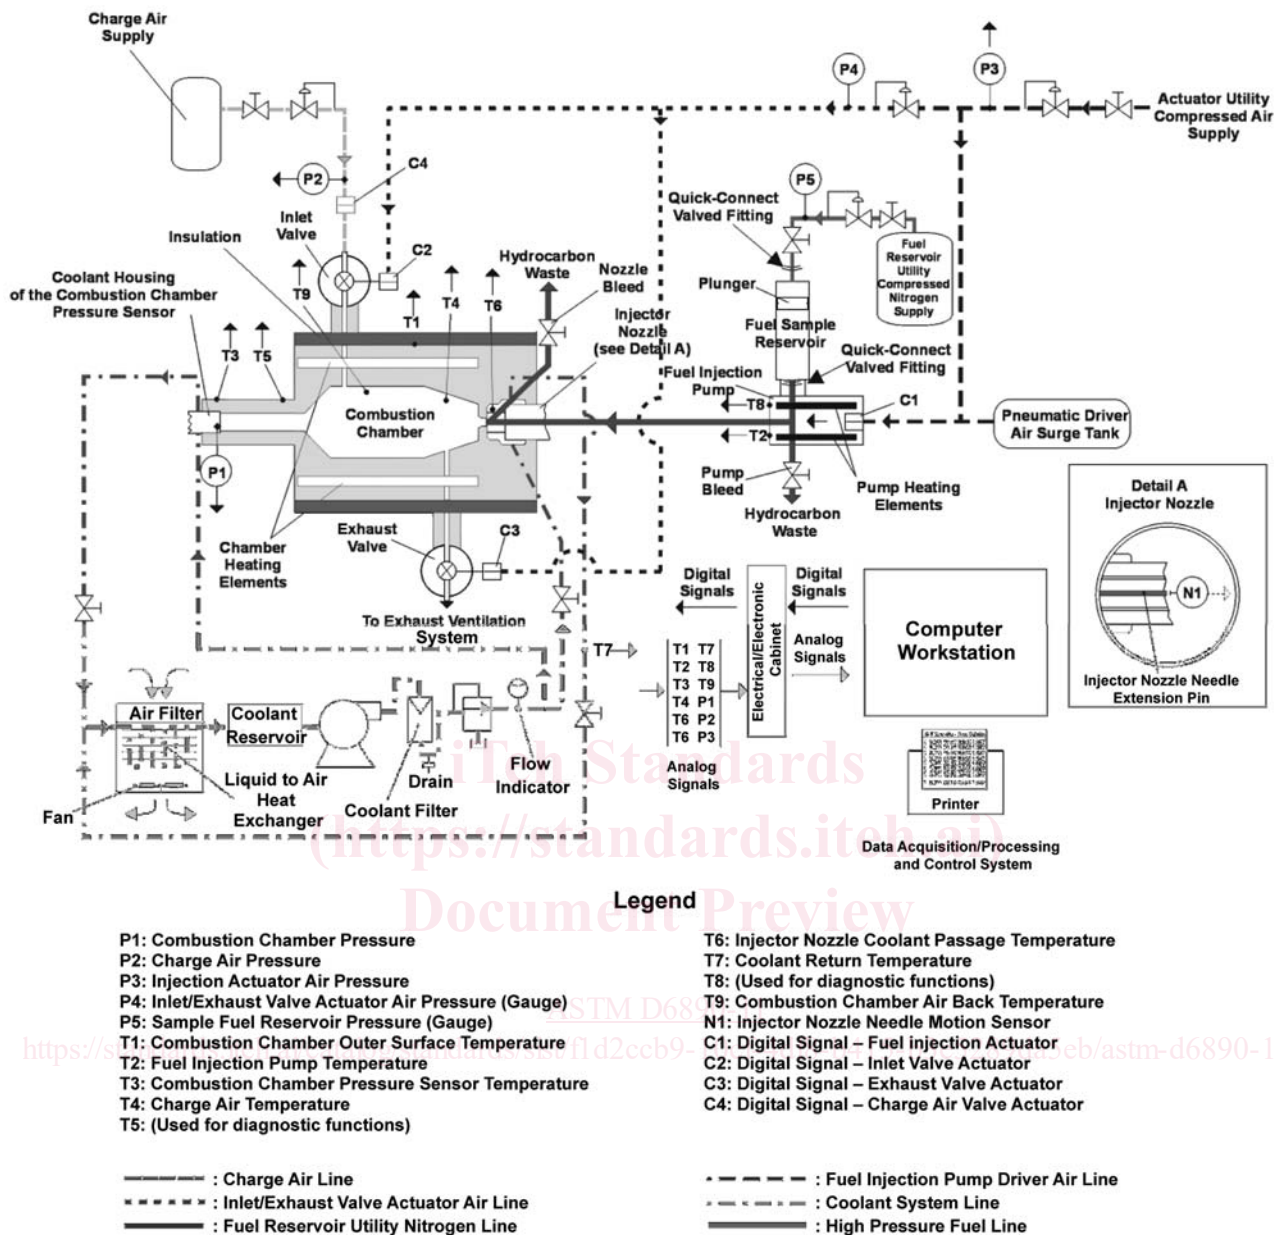 Charge Air
Supply
P4
P3
Actuator Utility
Compressed Air
Supply
P2
C4
P5
Quick-Connect
Valved Fitting
Inlet
Valve
Insulation
C2
Hydrocarbon
Waste
Nozzle
Bleed
Fuel
Reservoir
Utility
Compressed
Nitrogen
Supply
Coolant Housing
of the Combustion Chamber
Pressure Sensor
T9
T4
T6
T1
Plunger
Injector
Nozzle
(see Detail A)
Fuel Sample
Reservoir
T3
T5
Quick-Connect
Valved Fitting
Fuel Injection
Pump
T8
C1
Combustion
Chamber
Pneumatic Driver
Air Surge Tank
T2
P1
Pump
Bleed
Pump Heating
Elements
Detail A
Injector Nozzle
Hydrocarbon
Waste
Exhaust
Valve
C3
Chamber
Heating
Elements
Digital
Signals
Digital
Signals
N1
To Exhaust Ventilation
System
T7
T1 T7
T2 T8
T3 T9
T4 P1
T6 P2
T6 P3
Electrical/Electronic
Cabinet
Analog
Signals
Computer
Workstation
Injector Nozzle Needle
Extension Pin
Air Filter
Coolant
Reservoir
Liquid to Air
Heat
Exchanger
Fan
Drain
Coolant Filter
Flow
Indicator
Analog
Signals
Printer
Data Acquisition/Processing
and Control System
iTeh Standards
(https://standards.iteh.ai)
Document Preview
Legend
P1: Combustion Chamber Pressure
P2: Charge Air Pressure
P3: Injection Actuator Air Pressure
P4: Inlet/Exhaust Valve Actuator Air Pressure (Gauge)
P5: Sample Fuel Reservoir Pressure (Gauge)
T1: Combustion Chamber Outer Surface Temperature
T2: Fuel Injection Pump Temperature
T3: Combustion Chamber Pressure Sensor Temperature
T4: Charge Air Temperature
T5: (Used for diagnostic functions)
T6: Injector Nozzle Coolant Passage Temperature
T7: Coolant Return Temperature
T8: (Used for diagnostic functions)
T9: Combustion Chamber Air Back Temperature
N1: Injector Nozzle Needle Motion Sensor
C1: Digital Signal – Fuel injection Actuator
C2: Digital Signal – Inlet Valve Actuator
C3: Digital Signal – Exhaust Valve Actuator
C4: Digital Signal – Charge Air Valve Actuator
ASTM
: Charge Air Line
: Inlet/Exhaust Valve Actuator Air Line
: Fuel Reservoir Utility Nitrogen Line
: Fuel Injection Pump Driver Air Line
: Coolant System Line
: High Pressure Fuel Line